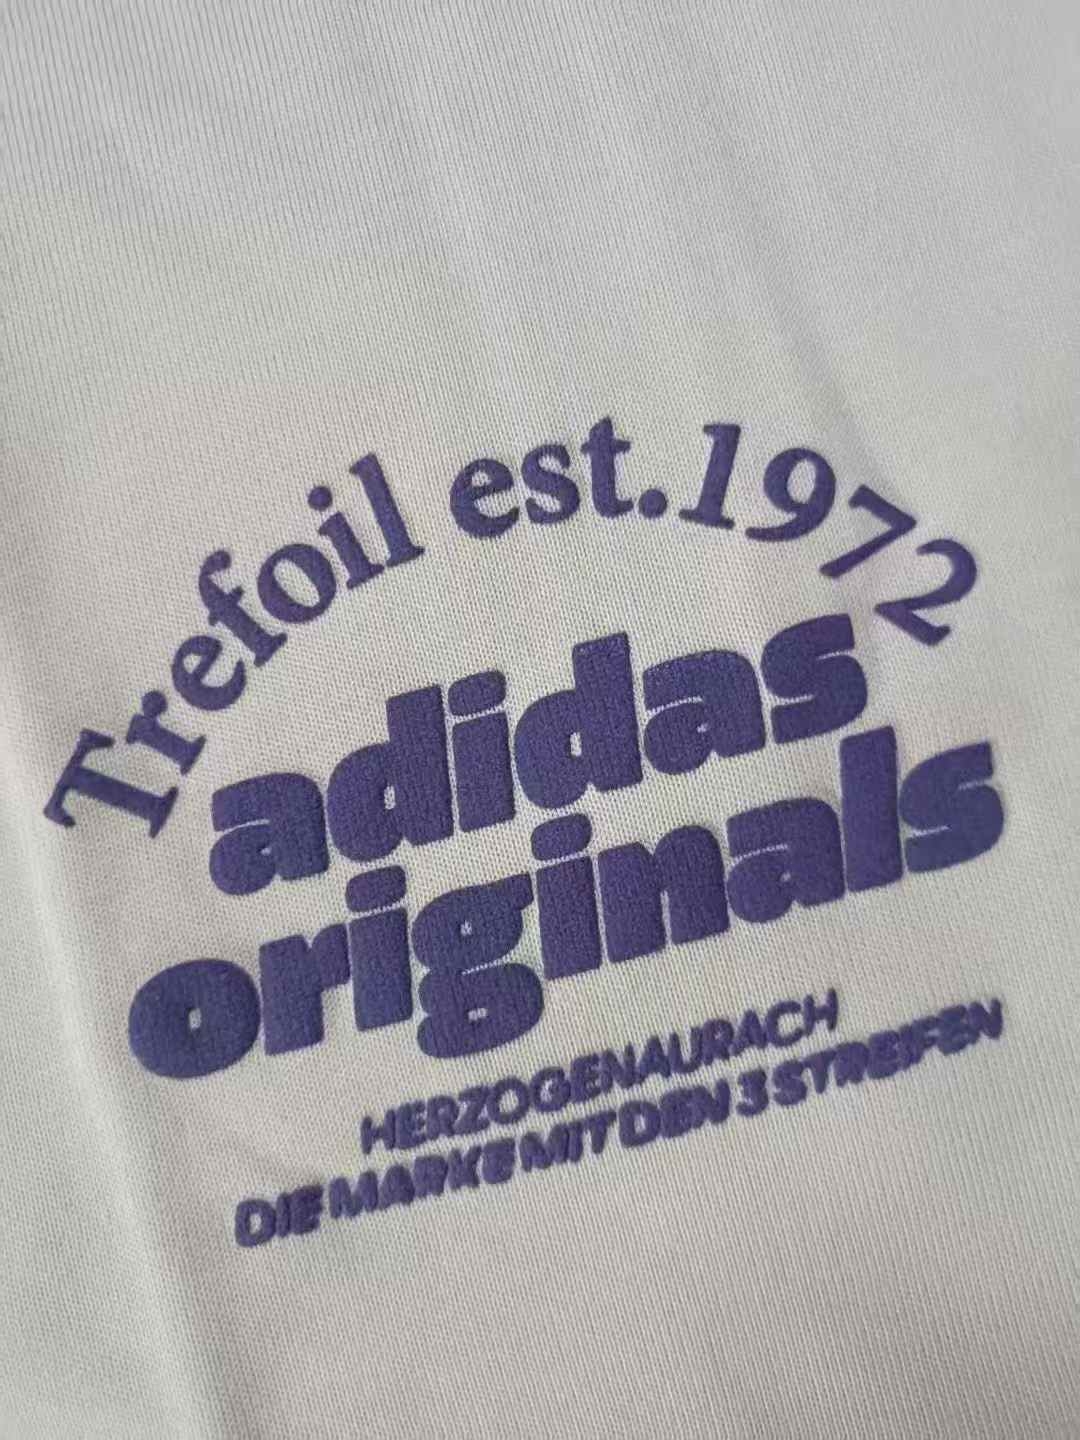 Trefoil est.1972
adidas
originals
HERZOGENAURACH
DIE MARKE MIT DEN 3 STREIFEN